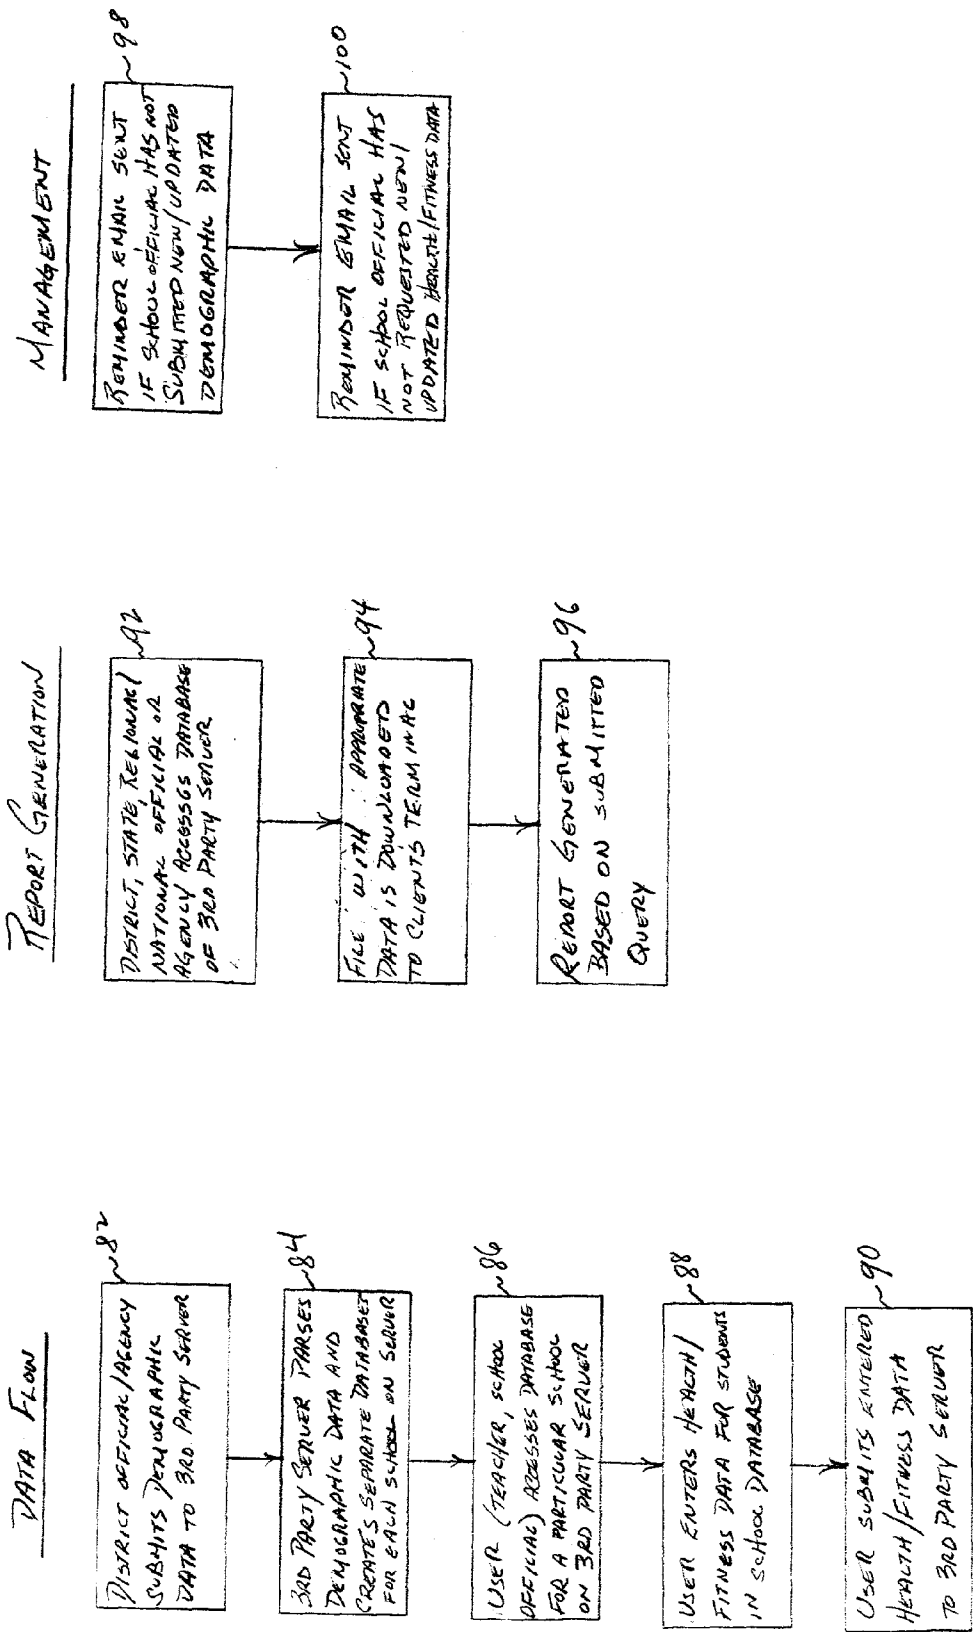 DATA FLOW
DISTRICT OFFICIAL/AGENCY
SUBMITS DEMOGRAPHIC
DATA TO 3RD PARTY SERVER
82
3RD PARTY SERVER PARSES
DEMOGRAPHIC DATA AND
CREATES SEPARATE DATABASES
FOR EACH SCHOOL ON SERVER
84
USER (TEACHER, SCHOOL
OFFICIAL) ACCESSES DATABASE
FOR A PARTICULAR SCHOOL
ON 3RD PARTY SERVER
86
USER ENTERS HEALTH/
FITNESS DATA FOR STUDENTS
IN SCHOOL DATABASE
88
USER SUBMITS ENTERED
HEALTH/FITNESS DATA
TO 3RD PARTY SERVER
90
REPORT GENERATION
DISTRICT, STATE, REGIONAL/
NATIONAL OFFICIAL OR
AGENCY ACCESSES DATABASE
OF 3RD PARTY SERVER
92
FILE WITH APPROPRIATE
DATA IS DOWNLOADED
TO CLIENT'S TERMINAL
94
REPORT GENERATED
BASED ON SUBMITTED
QUERY
96
MANAGEMENT
REMINDER EMAIL SENT
IF SCHOOL OFFICIAL HAS NOT
SUBMITTED NEW/UPDATED
DEMOGRAPHIC DATA
98
REMINDER EMAIL SENT
IF SCHOOL OFFICIAL HAS
NOT REQUESTED NEW/
UPDATED HEALTH/FITNESS DATA
100